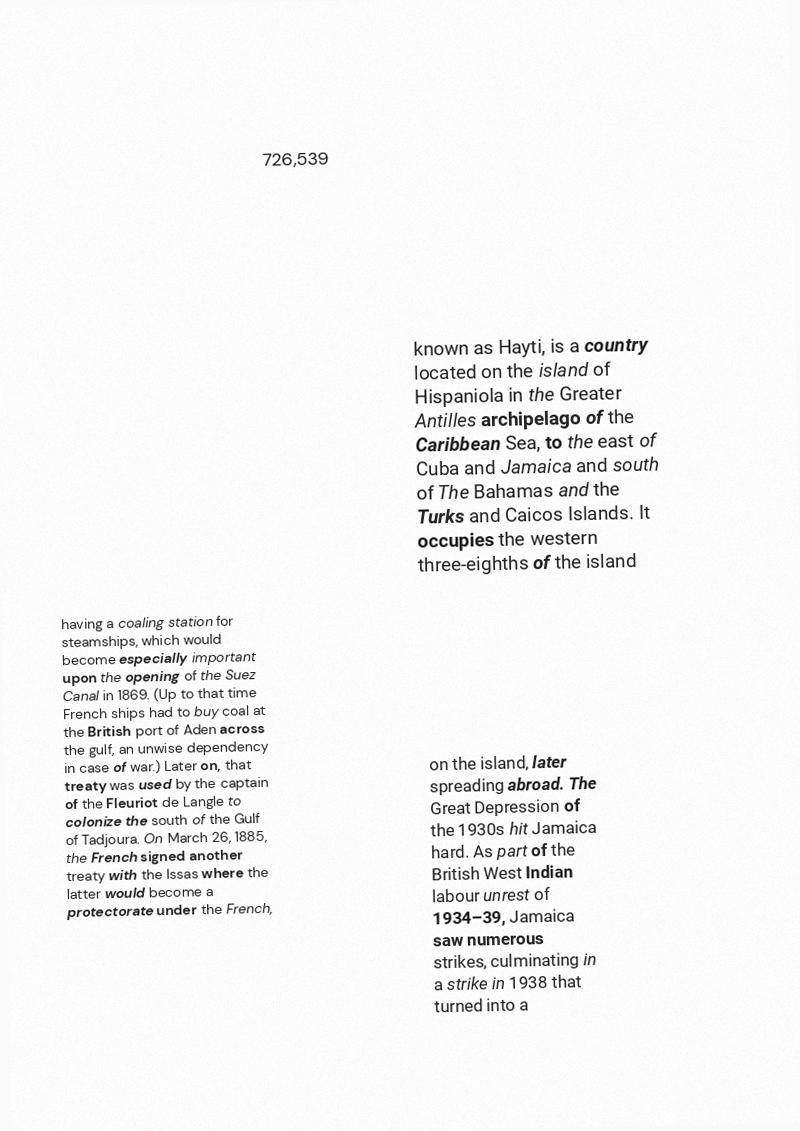 726,539
known as Hayti, is a country
located on the island of
Hispaniola in the Greater
Antilles archipelago of the
Caribbean Sea, to the east of
Cuba and Jamaica and south
of The Bahamas and the
Turks and Caicos Islands. It
occupies the western
three-eighths of the island
having a coaling station for
steamships, which would
become especially important
upon the opening of the Suez
Canal in 1869. (Up to that time
French ships had to buy coal at
the British port of Aden across
the gulf, an unwise dependency
in case of war.) Later on, that
treaty was used by the captain
of the Fleuriot de Langle to
colonize the south of the Gulf
of Tadjoura. On March 26, 1885,
the French signed another
treaty with the Issas where the
latter would become a
protectorate under the French,
on the island, later
spreading abroad. The
Great Depression of
the 1930s hit Jamaica
hard. As part of the
British West Indian
labour unrest of
1934–39, Jamaica
saw numerous
strikes, culminating in
a strike in 1938 that
turned into a